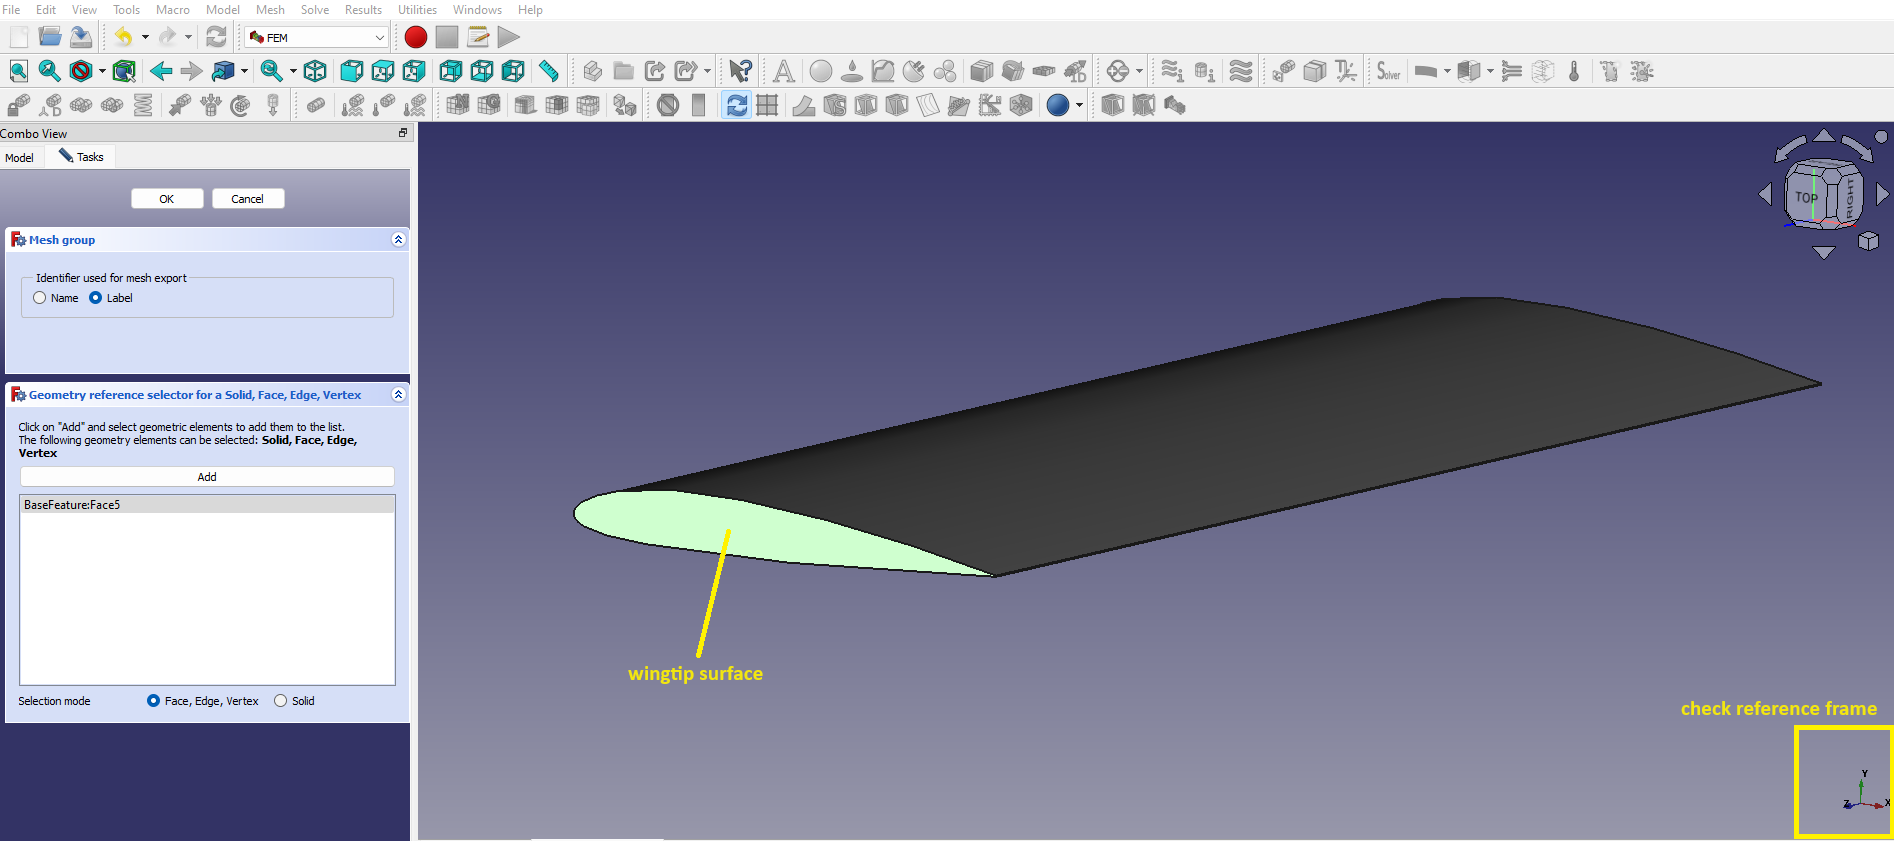 File Edit View Tools Macro Model Mesh Solve Results Utilities Windows Help
FEM
Solver
1D
Combo View
Model Tasks
OK Cancel
Mesh group
Identifier used for mesh export
Name Label
Geometry reference selector for a Solid, Face, Edge, Vertex
Click on "Add" and select geometric elements to add them to the list.
The following geometry elements can be selected: Solid, Face, Edge,
Vertex
Add
BaseFeature:Face5
Selection mode Face, Edge, Vertex Solid
TOP
RIGHT
wingtip surface
check reference frame
Y
Z
X